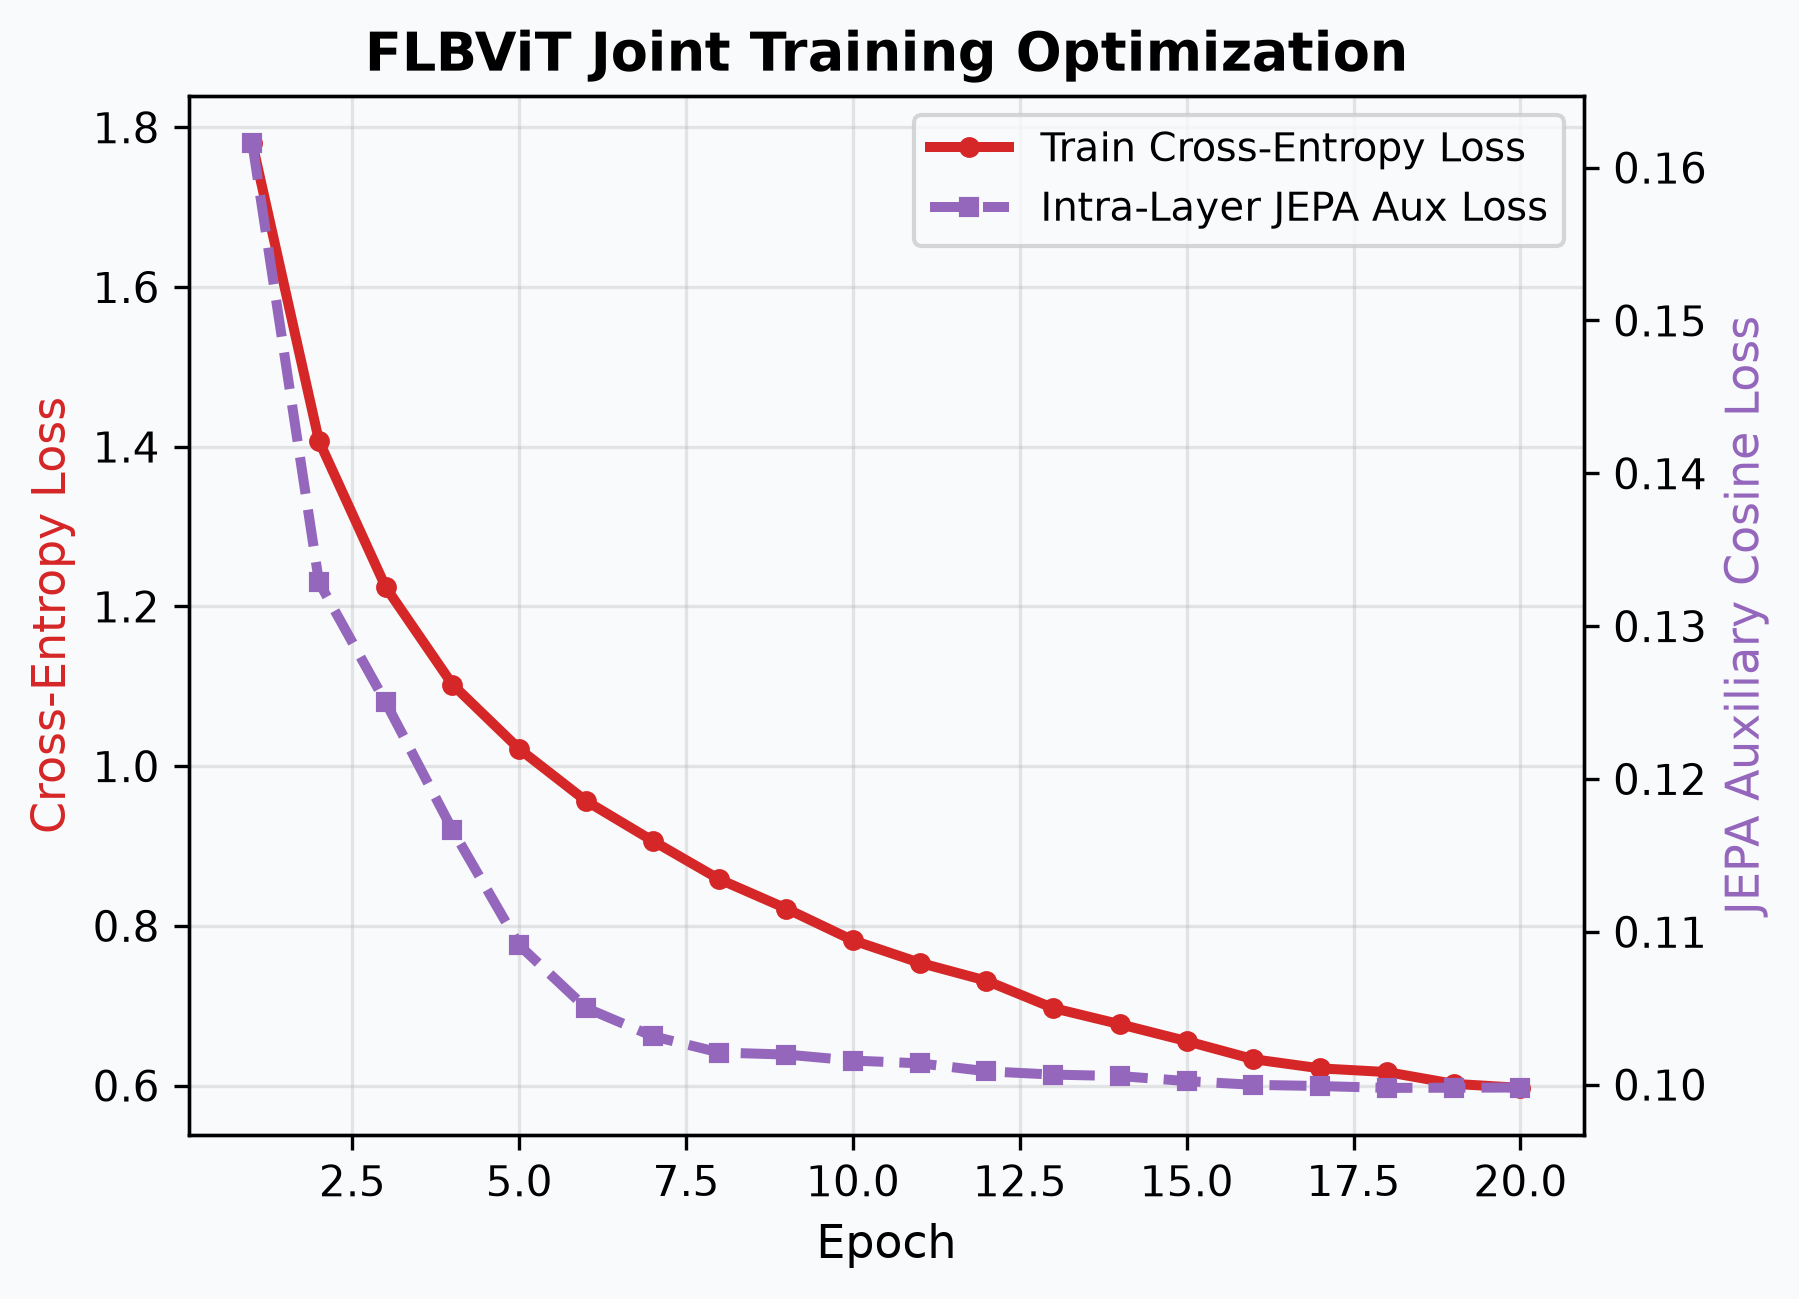 FLBViT Joint Training Optimization
Train Cross-Entropy Loss
Intra-Layer JEPA Aux Loss
Cross-Entropy Loss
1.8
1.6
1.4
1.2
1.0
0.8
0.6
0.16
0.15
0.14
0.13
0.12
0.11
0.10
JEPA Auxiliary Cosine Loss
2.5 5.0 7.5 10.0 12.5 15.0 17.5 20.0
Epoch